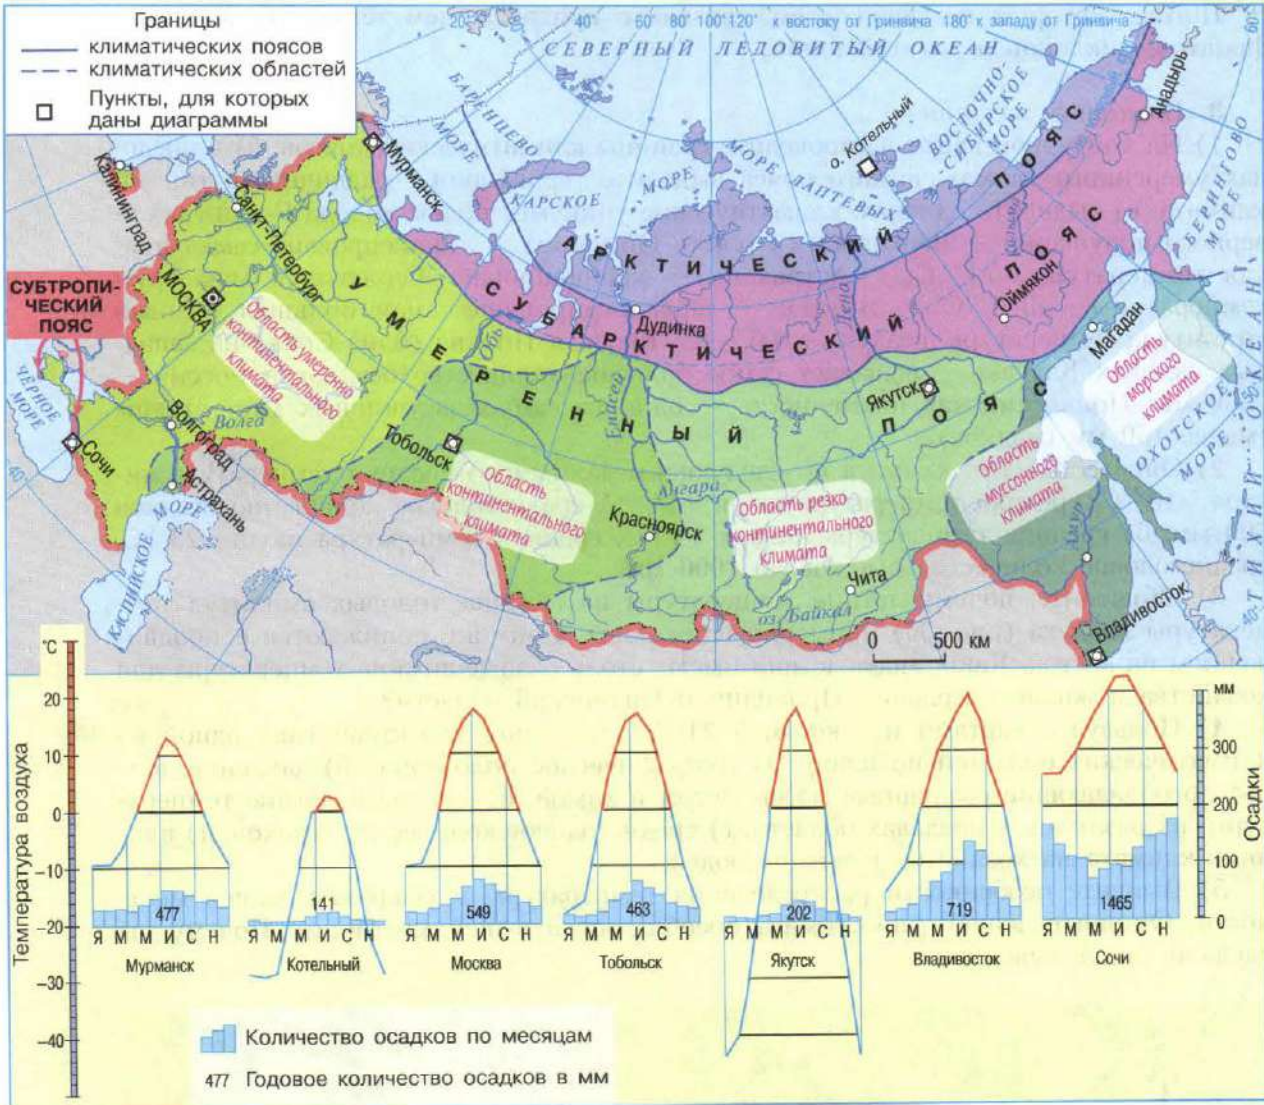 Границы
климатических поясов
климатических областей
Пункты, для которых
даны диаграммы
20° 40° 60° 80° 100° 120° к востоку от Гринвича 180° к западу от Гринвича 60°
СЕВЕРНЫЙ ЛЕДОВИТЫЙ ОКЕАН
БАРЕНЦЕВО МОРЕ
КАРСКОЕ МОРЕ
МОРЕ ЛАПТЕВЫХ
ВОСТОЧНО-
СИБИРСКОЕ
МОРЕ
БЕРИНГОВО
МОРЕ
ОХОТСКОЕ
МОРЕ
ТИХИЙ ОКЕАН
ЧЁРНОЕ
МОРЕ
КАСПИЙСКОЕ МОРЕ
АРКТИЧЕСКИЙ ПОЯС
СУБАРКТИЧЕСКИЙ ПОЯС
УМЕРЕННЫЙ ПОЯС
СУБТРОПИ-
ЧЕСКИЙ
ПОЯС
Калининград
Мурманск
Санкт-Петербург
МОСКВА
о. Котельный
Анадырь
Дудинка
Оймякон
Магадан
Якутск
Тобольск
Волгоград
Сочи
Астрахань
Красноярск
Чита
Владивосток
Волга
Обь
Енисей
Ангара
Лена
Амур
оз. Байкал
Область умеренно
континентального
климата
Область
континентального
климата
Область резко
континентального
климата
Область
муссонного
климата
Область
морского
климата
40°
40°
0 500 км
°С
20
10
0
−10
−20
−30
−40
Температура воздуха
мм
300
200
100
0
Осадки
477
141
549
463
202
719
1465
Я М М И С Н
Я М М И С Н
Я М М И С Н
Я М М И С Н
Я М М И С Н
Я М М И С Н
Я М М И С Н
Мурманск
Котельный
Москва
Тобольск
Якутск
Владивосток
Сочи
Количество осадков по месяцам
477 Годовое количество осадков в мм